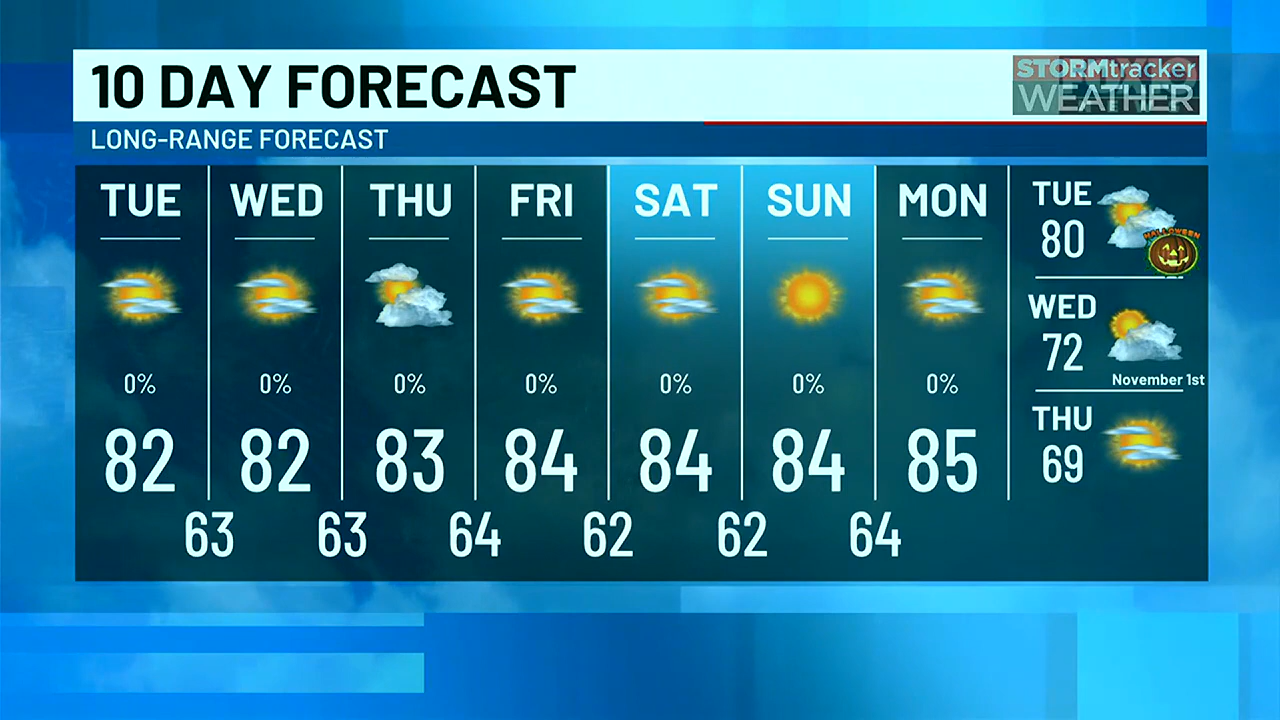 10 DAY FORECAST
STORMtracker
WEATHER
LONG-RANGE FORECAST
TUE WED THU FRI SAT SUN MON
0% 0% 0% 0% 0% 0% 0%
82 82 83 84 84 84 85
63 63 64 62 62 64
TUE
80
HALLOWEEN
WED
72
November 1st
THU
69